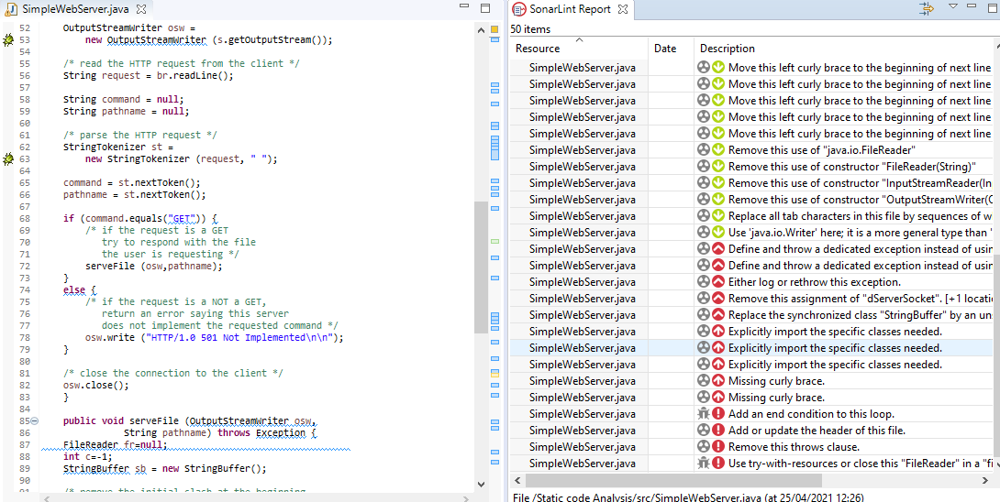 SimpleWebServer.java
52 OutputStreamWriter osw =
53 new OutputStreamWriter (s.getOutputStream());
54
55 /* read the HTTP request from the client */
56 String request = br.readLine();
57
58 String command = null;
59 String pathname = null;
60
61 /* parse the HTTP request */
62 StringTokenizer st =
63 new StringTokenizer (request, " ");
64
65 command = st.nextToken();
66 pathname = st.nextToken();
67
68 if (command.equals("GET")) {
69 /* if the request is a GET
70 try to respond with the file
71 the user is requesting */
72 serveFile (osw,pathname);
73 }
74 else {
75 /* if the request is a NOT a GET,
76 return an error saying this server
77 does not implement the requested command */
78 osw.write ("HTTP/1.0 501 Not Implemented\n\n");
79 }
80
81 /* close the connection to the client */
82 osw.close();
83 }
84
85 public void serveFile (OutputStreamWriter osw,
86 String pathname) throws Exception {
87 FileReader fr=null;
88 int c=-1;
89 StringBuffer sb = new StringBuffer();
90
91 /* remove the initial slash at the beginning
SonarLint Report
50 items
Resource Date Description
SimpleWebServer.java Move this left curly brace to the beginning of next line
SimpleWebServer.java Move this left curly brace to the beginning of next line
SimpleWebServer.java Move this left curly brace to the beginning of next line
SimpleWebServer.java Move this left curly brace to the beginning of next line
SimpleWebServer.java Move this left curly brace to the beginning of next line
SimpleWebServer.java Remove this use of "java.io.FileReader"
SimpleWebServer.java Remove this use of constructor "FileReader(String)"
SimpleWebServer.java Remove this use of constructor "InputStreamReader(In
SimpleWebServer.java Remove this use of constructor "OutputStreamWriter(O
SimpleWebServer.java Replace all tab characters in this file by sequences of w
SimpleWebServer.java Use 'java.io.Writer' here; it is a more general type than '
SimpleWebServer.java Define and throw a dedicated exception instead of usin
SimpleWebServer.java Define and throw a dedicated exception instead of usin
SimpleWebServer.java Either log or rethrow this exception.
SimpleWebServer.java Remove this assignment of "dServerSocket". [+1 locatio
SimpleWebServer.java Replace the synchronized class "StringBuffer" by an un
SimpleWebServer.java Explicitly import the specific classes needed.
SimpleWebServer.java Explicitly import the specific classes needed.
SimpleWebServer.java Explicitly import the specific classes needed.
SimpleWebServer.java Missing curly brace.
SimpleWebServer.java Missing curly brace.
SimpleWebServer.java Add an end condition to this loop.
SimpleWebServer.java Add or update the header of this file.
SimpleWebServer.java Remove this throws clause.
SimpleWebServer.java Use try-with-resources or close this "FileReader" in a "fi
File /Static code Analysis/src/SimpleWebServer.java (at 25/04/2021 12:26)